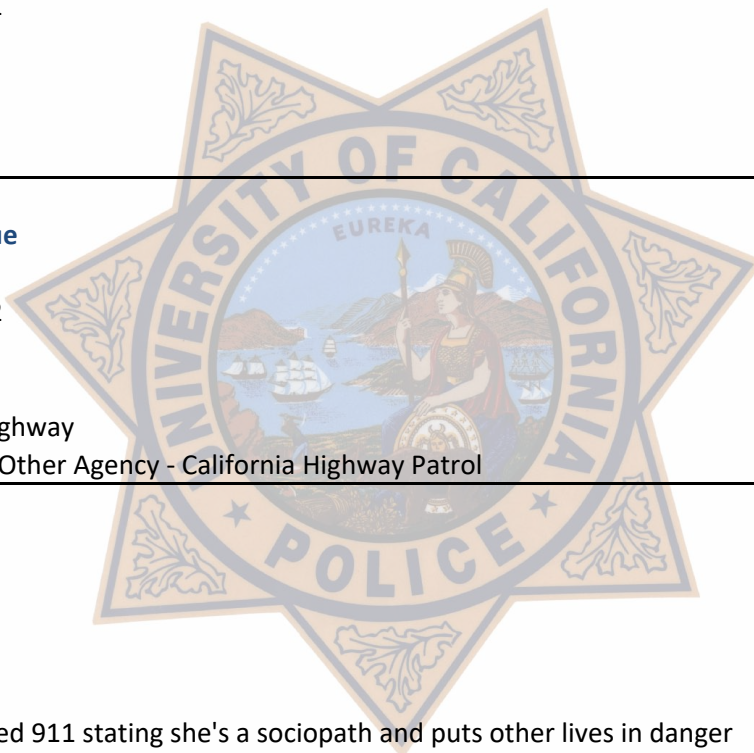 UNIVERSITY OF CALIFORNIA
EUREKA
ghway
Other Agency - California Highway Patrol
POLICE
ed 911 stating she's a sociopath and puts other lives in danger